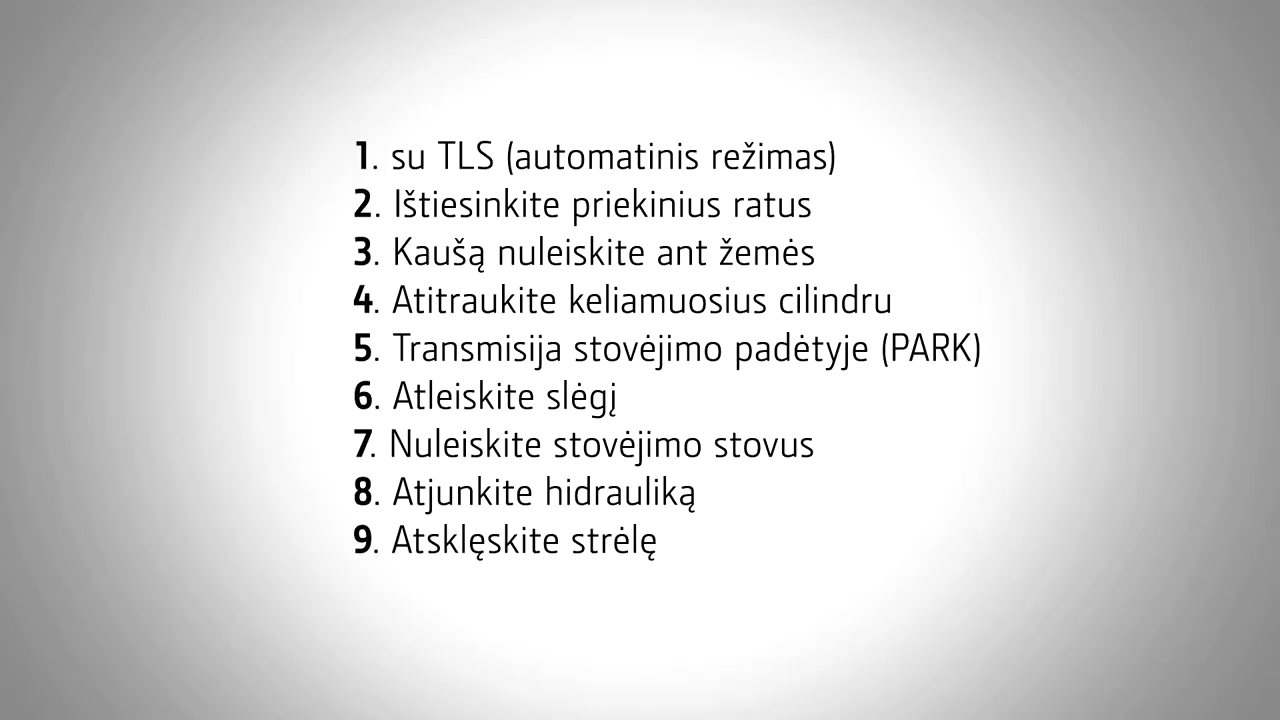 1. su TLS (automatinis režimas)
2. Ištiesinkite priekinius ratus
3. Kaušą nuleiskite ant žemės
4. Atitraukite keliamuosius cilindru
5. Transmisija stovėjimo padėtyje (PARK)
6. Atleiskite slėgį
7. Nuleiskite stovėjimo stovus
8. Atjunkite hidrauliką
9. Atsklęskite strėlę